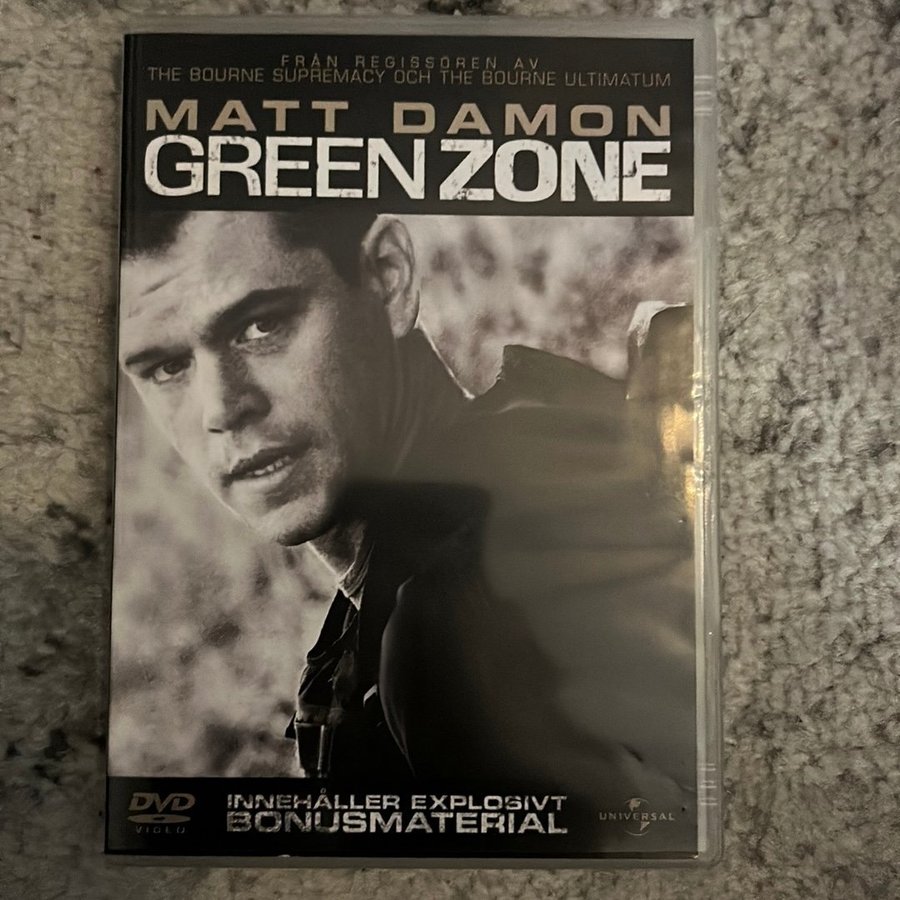 FRÅN REGISSÖREN AV
THE BOURNE SUPREMACY OCH THE BOURNE ULTIMATUM
MATT DAMON
GREEN ZONE
DVD
VIDEO
INNEHÅLLER EXPLOSIVT
BONUSMATERIAL
UNIVERSAL